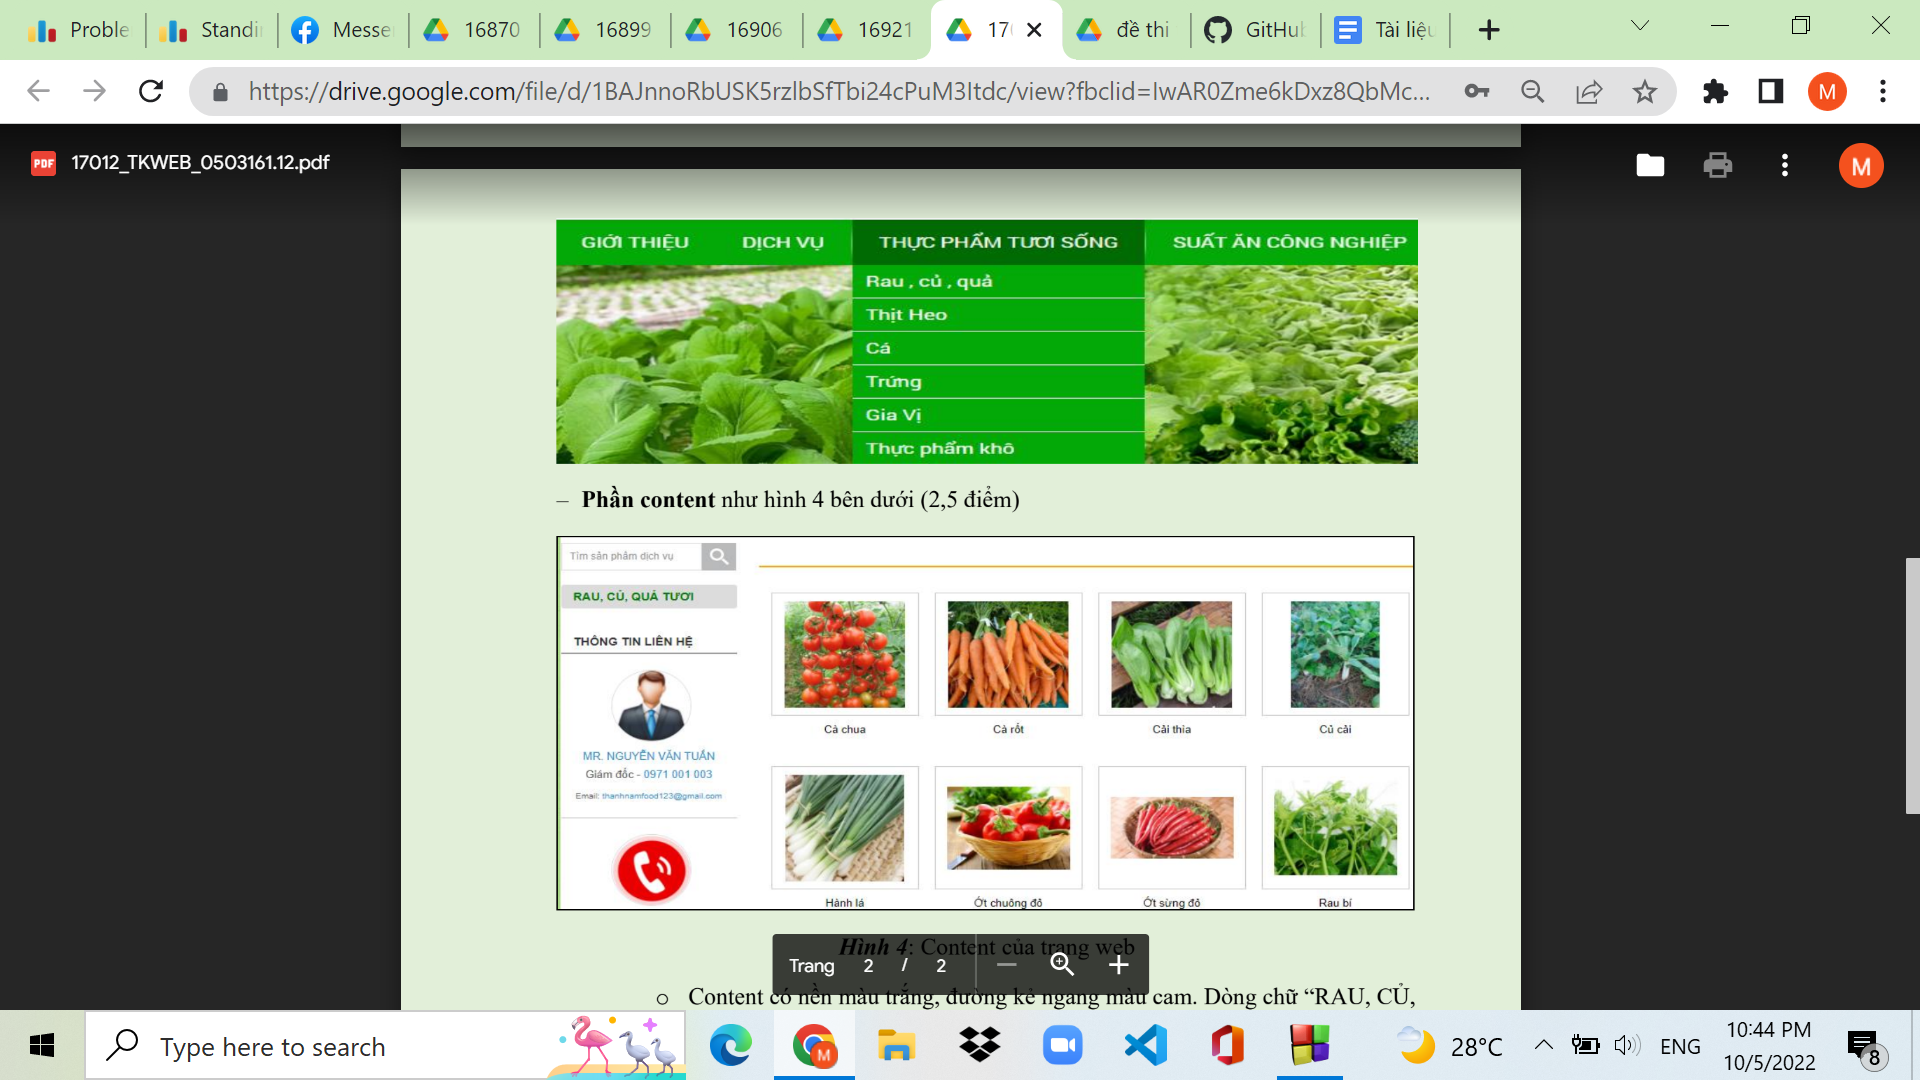 Proble
Standi
Messe
16870
16899
16906
16921
17
đề thi
GitHu
Tài liệu
https://drive.google.com/file/d/1BAJnnoRbUSK5rzlbSfTbi24cPuM3Itdc/view?fbclid=IwAR0Zme6kDxz8QbMc...
M
PDF
17012_TKWEB_0503161.12.pdf
M
GIỚI THIỆU
DỊCH VỤ
THỰC PHẨM TƯƠI SỐNG
SUẤT ĂN CÔNG NGHIỆP
Rau , củ , quả
Thịt Heo
Cá
Trứng
Gia Vị
Thực phẩm khô
– Phần content như hình 4 bên dưới (2,5 điểm)
Tìm sản phẩm dịch vụ
RAU, CỦ, QUẢ TƯƠI
THÔNG TIN LIÊN HỆ
MR. NGUYỄN VĂN TUẤN
Giám đốc - 0971 001 003
Email: thanhnamfood123@gmail.com
Cà chua
Cà rốt
Cải thìa
Củ cải
Hành lá
Ớt chuông đỏ
Ớt sừng đỏ
Rau bí
Hình 4: Content của trang web
Trang 2 / 2
o Content có nền màu trắng, đường kẻ ngang màu cam. Dòng chữ “RAU, CỦ,
Type here to search
M
28°C
ENG
10:44 PM
10/5/2022
8